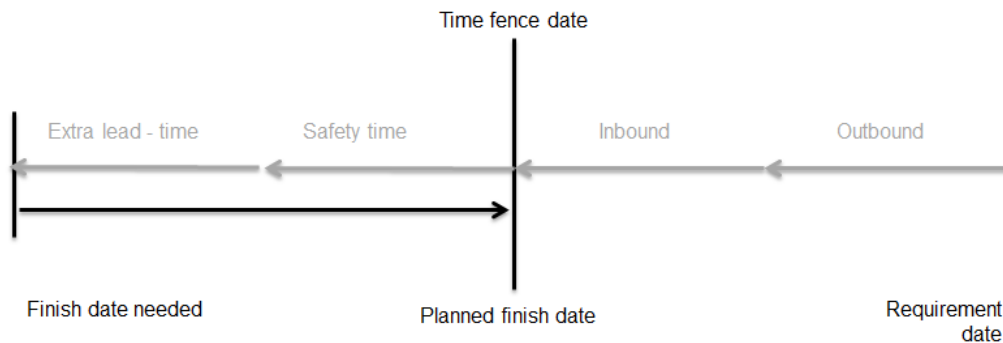 Time fence date
Extra lead - time
Safety time
Inbound
Outbound
Finish date needed
Planned finish date
Requirement
date